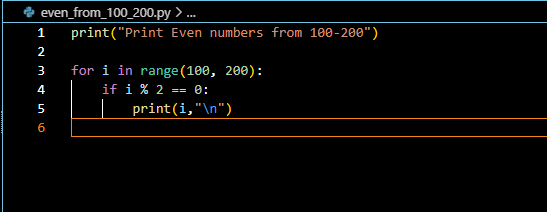 even_from_100_200.py > ...
1 print("Print Even numbers from 100-200")
2
3 for i in range(100, 200):
4     if i % 2 == 0:
5         print(i,"\n")
6